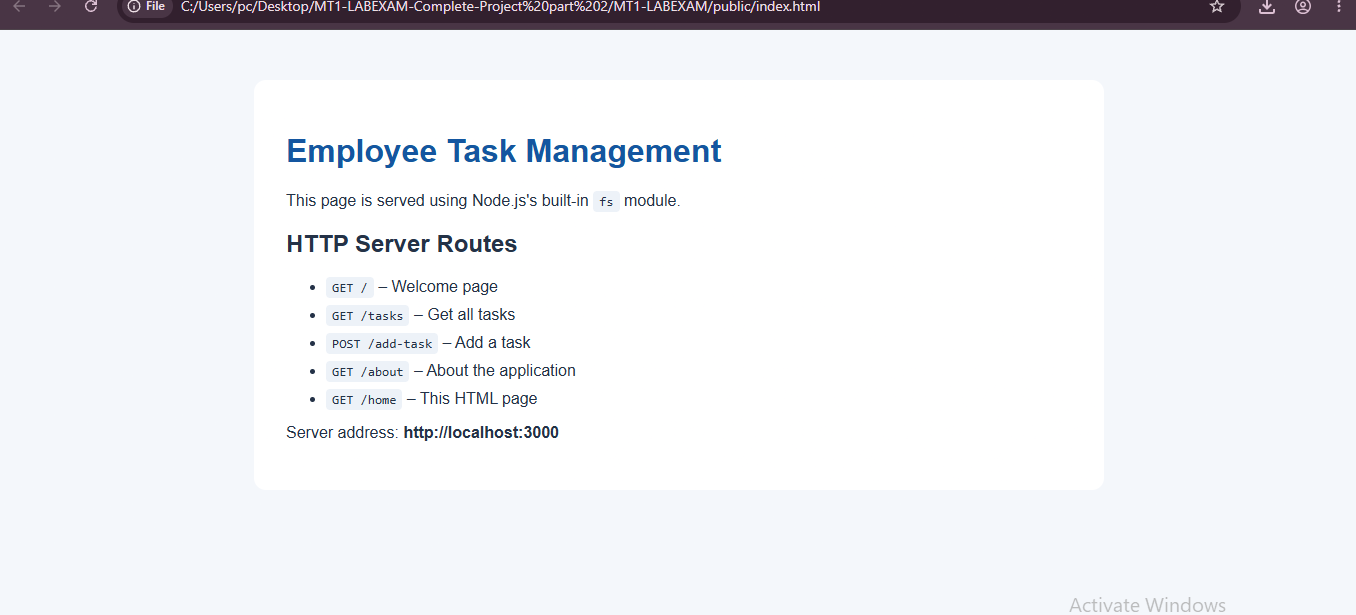 File C:/Users/pc/Desktop/MT1-LABEXAM-Complete-Project%20part%202/MT1-LABEXAM/public/index.html
Employee Task Management
This page is served using Node.js's built-in fs module.
HTTP Server Routes
• GET / – Welcome page
• GET /tasks – Get all tasks
• POST /add-task – Add a task
• GET /about – About the application
• GET /home – This HTML page
Server address: http://localhost:3000
Activate Windows